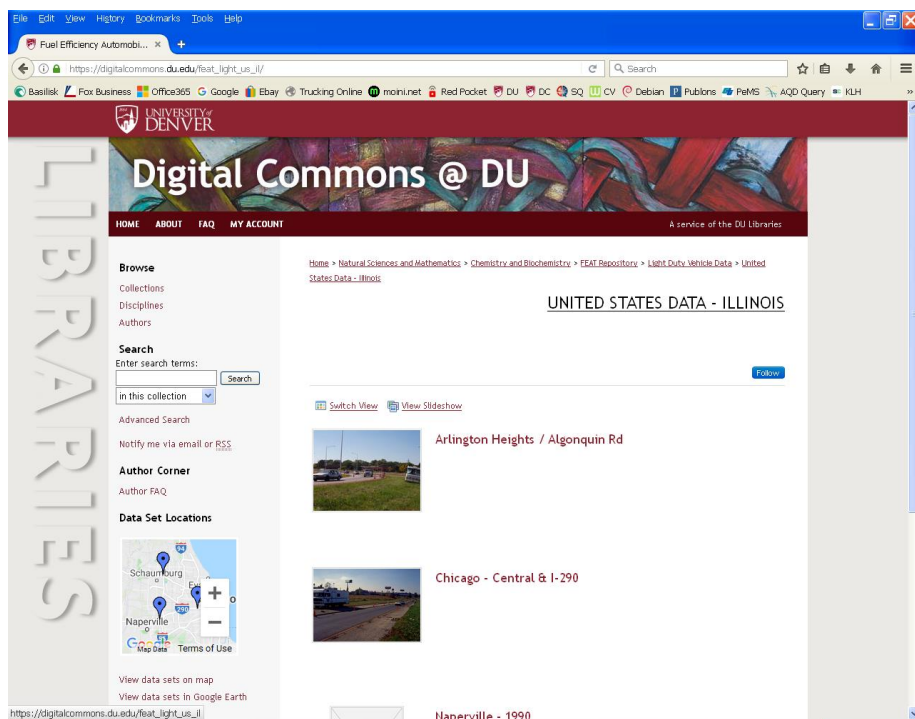 File Edit View History Bookmarks Tools Help
Fuel Efficiency Automobi... × +
https://digitalcommons.du.edu/feat_light_us_il/
Search
Basilisk Fox Business Office365 Google Ebay Trucking Online moini.net Red Pocket DU DC SQ CV Debian Publons PeMS AQD Query KLH »
UNIVERSITY of
DENVER
LIBRARIES
Digital Commons @ DU
HOME ABOUT FAQ MY ACCOUNT
A service of the DU Libraries
Browse
Collections
Disciplines
Authors
Search
Enter search terms:
Search
in this collection
Advanced Search
Notify me via email or RSS
Author Corner
Author FAQ
Data Set Locations
94
Schaumburg
290
Naperville
+
−
Google
Map Data Terms of Use
View data sets on map
View data sets in Google Earth
Home > Natural Sciences and Mathematics > Chemistry and Biochemistry > FEAT Repository > Light Duty Vehicle Data > United
States Data - Illinois
UNITED STATES DATA - ILLINOIS
Follow
Switch View View Slideshow
Arlington Heights / Algonquin Rd
Chicago - Central & I-290
Naperville - 1990
https://digitalcommons.du.edu/feat_light_us_il